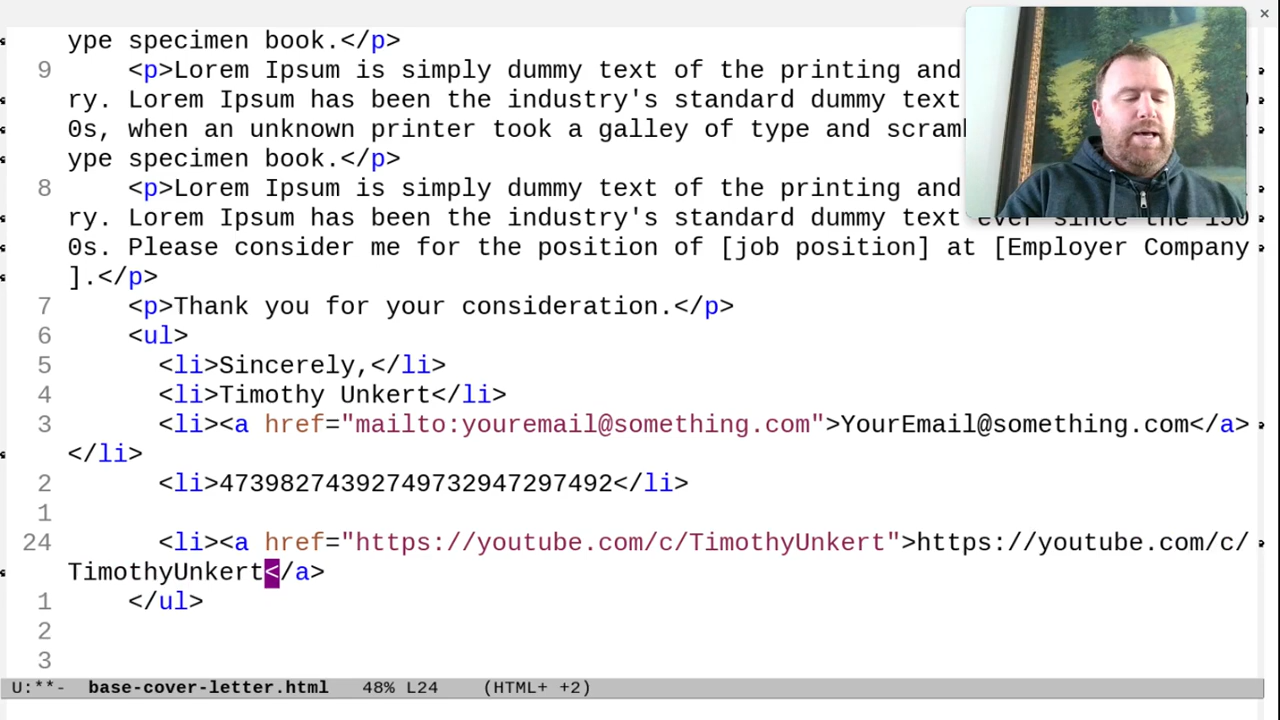 ype specimen book.</p>
9 <p>Lorem Ipsum is simply dummy text of the printing and
ry. Lorem Ipsum has been the industry's standard dummy text
0s, when an unknown printer took a galley of type and scramb
ype specimen book.</p>
8 <p>Lorem Ipsum is simply dummy text of the printing and
ry. Lorem Ipsum has been the industry's standard dummy text ever since the 150
0s. Please consider me for the position of [job position] at [Employer Company
].</p>
7 <p>Thank you for your consideration.</p>
6 <ul>
5 <li>Sincerely,</li>
4 <li>Timothy Unkert</li>
3 <li><a href="mailto:youremail@something.com">YourEmail@something.com</a>
</li>
2 <li>47398274392749732947297492</li>
1
24 <li><a href="https://youtube.com/c/TimothyUnkert">https://youtube.com/c/
TimothyUnkert</a>
1 </ul>
2
3
U:**- base-cover-letter.html 48% L24 (HTML+ +2)